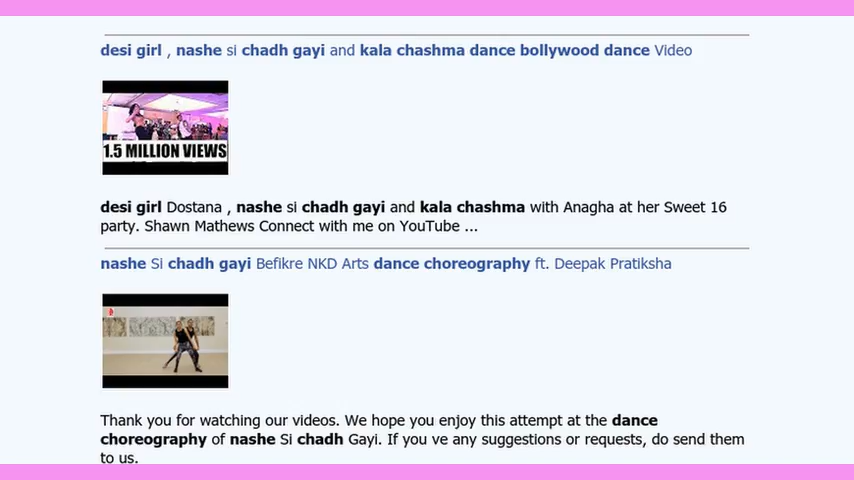 desi girl , nashe si chadh gayi and kala chashma dance bollywood dance Video
1.5 MILLION VIEWS
desi girl Dostana , nashe si chadh gayi and kala chashma with Anagha at her Sweet 16
party. Shawn Mathews Connect with me on YouTube ...
nashe Si chadh gayi Befikre NKD Arts dance choreography ft. Deepak Pratiksha
Thank you for watching our videos. We hope you enjoy this attempt at the dance
choreography of nashe Si chadh Gayi. If you ve any suggestions or requests, do send them
to us.